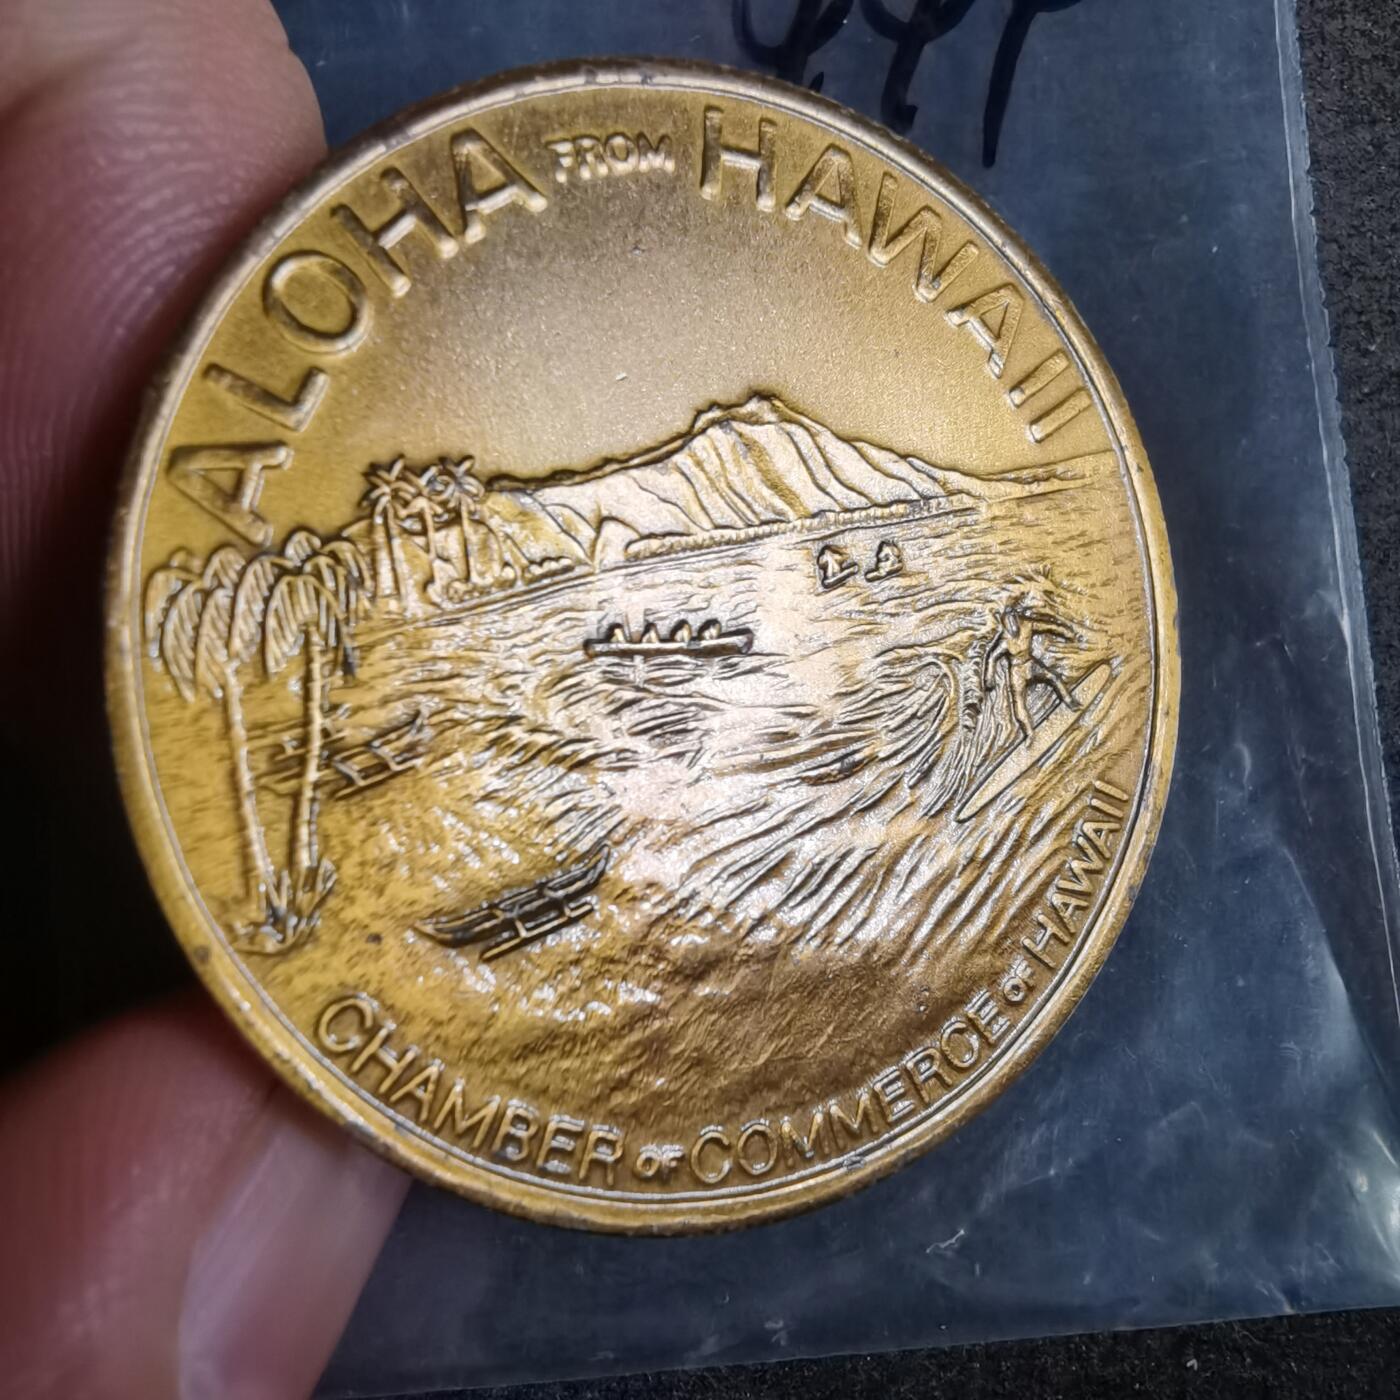 ALOHA FROM HAWAII
CHAMBER OF COMMERCE OF HAWAII